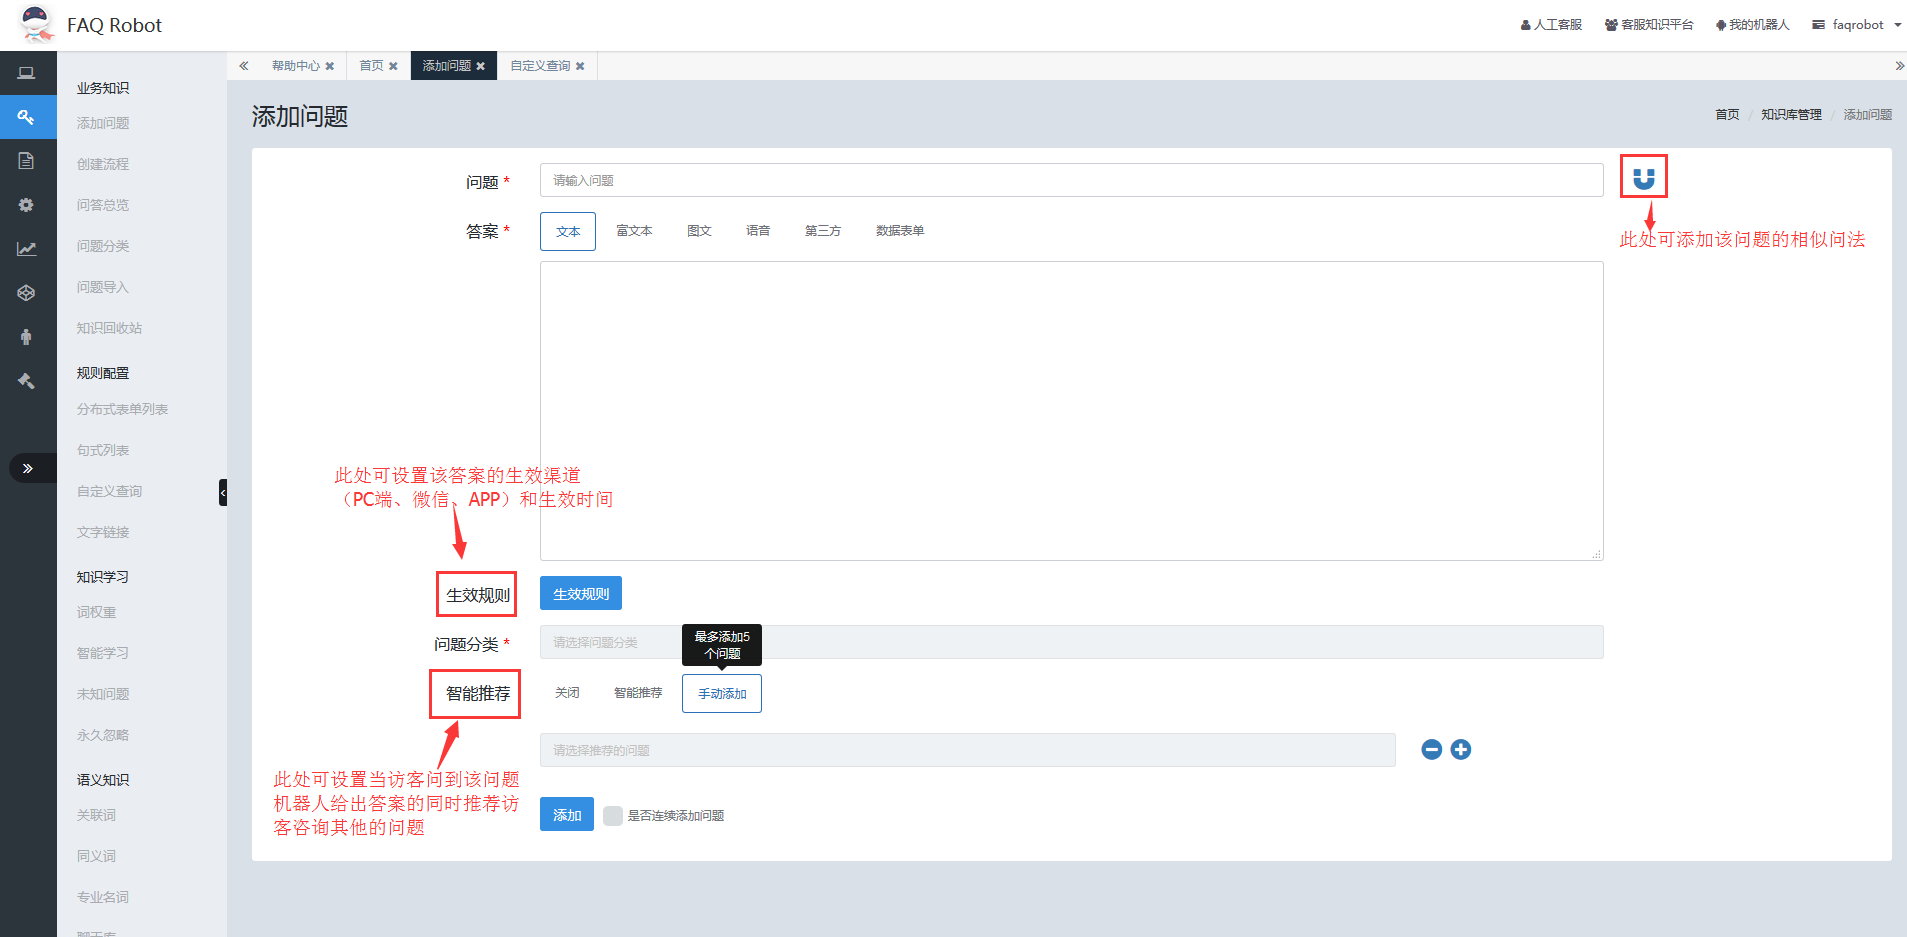 FAQ Robot
人工客服
客服知识平台
我的机器人
faqrobot
帮助中心
首页
添加问题
自定义查询
业务知识
添加问题
创建流程
问答总览
问题分类
问题导入
知识回收站
规则配置
分布式表单列表
句式列表
自定义查询
文字链接
知识学习
词权重
智能学习
未知问题
永久忽略
语义知识
关联词
同义词
专业名词
添加问题
首页 / 知识库管理 / 添加问题
问题 *
请输入问题
此处可添加该问题的相似问法
答案 *
文本
富文本
图文
语音
第三方
数据表单
此处可设置该答案的生效渠道
（PC端、微信、APP）和生效时间
生效规则
生效规则
问题分类 *
请选择问题分类
最多添加5
个问题
智能推荐
关闭
智能推荐
手动添加
请选择推荐的问题
此处可设置当访客问到该问题
机器人给出答案的同时推荐访
客咨询其他的问题
添加
是否连续添加问题